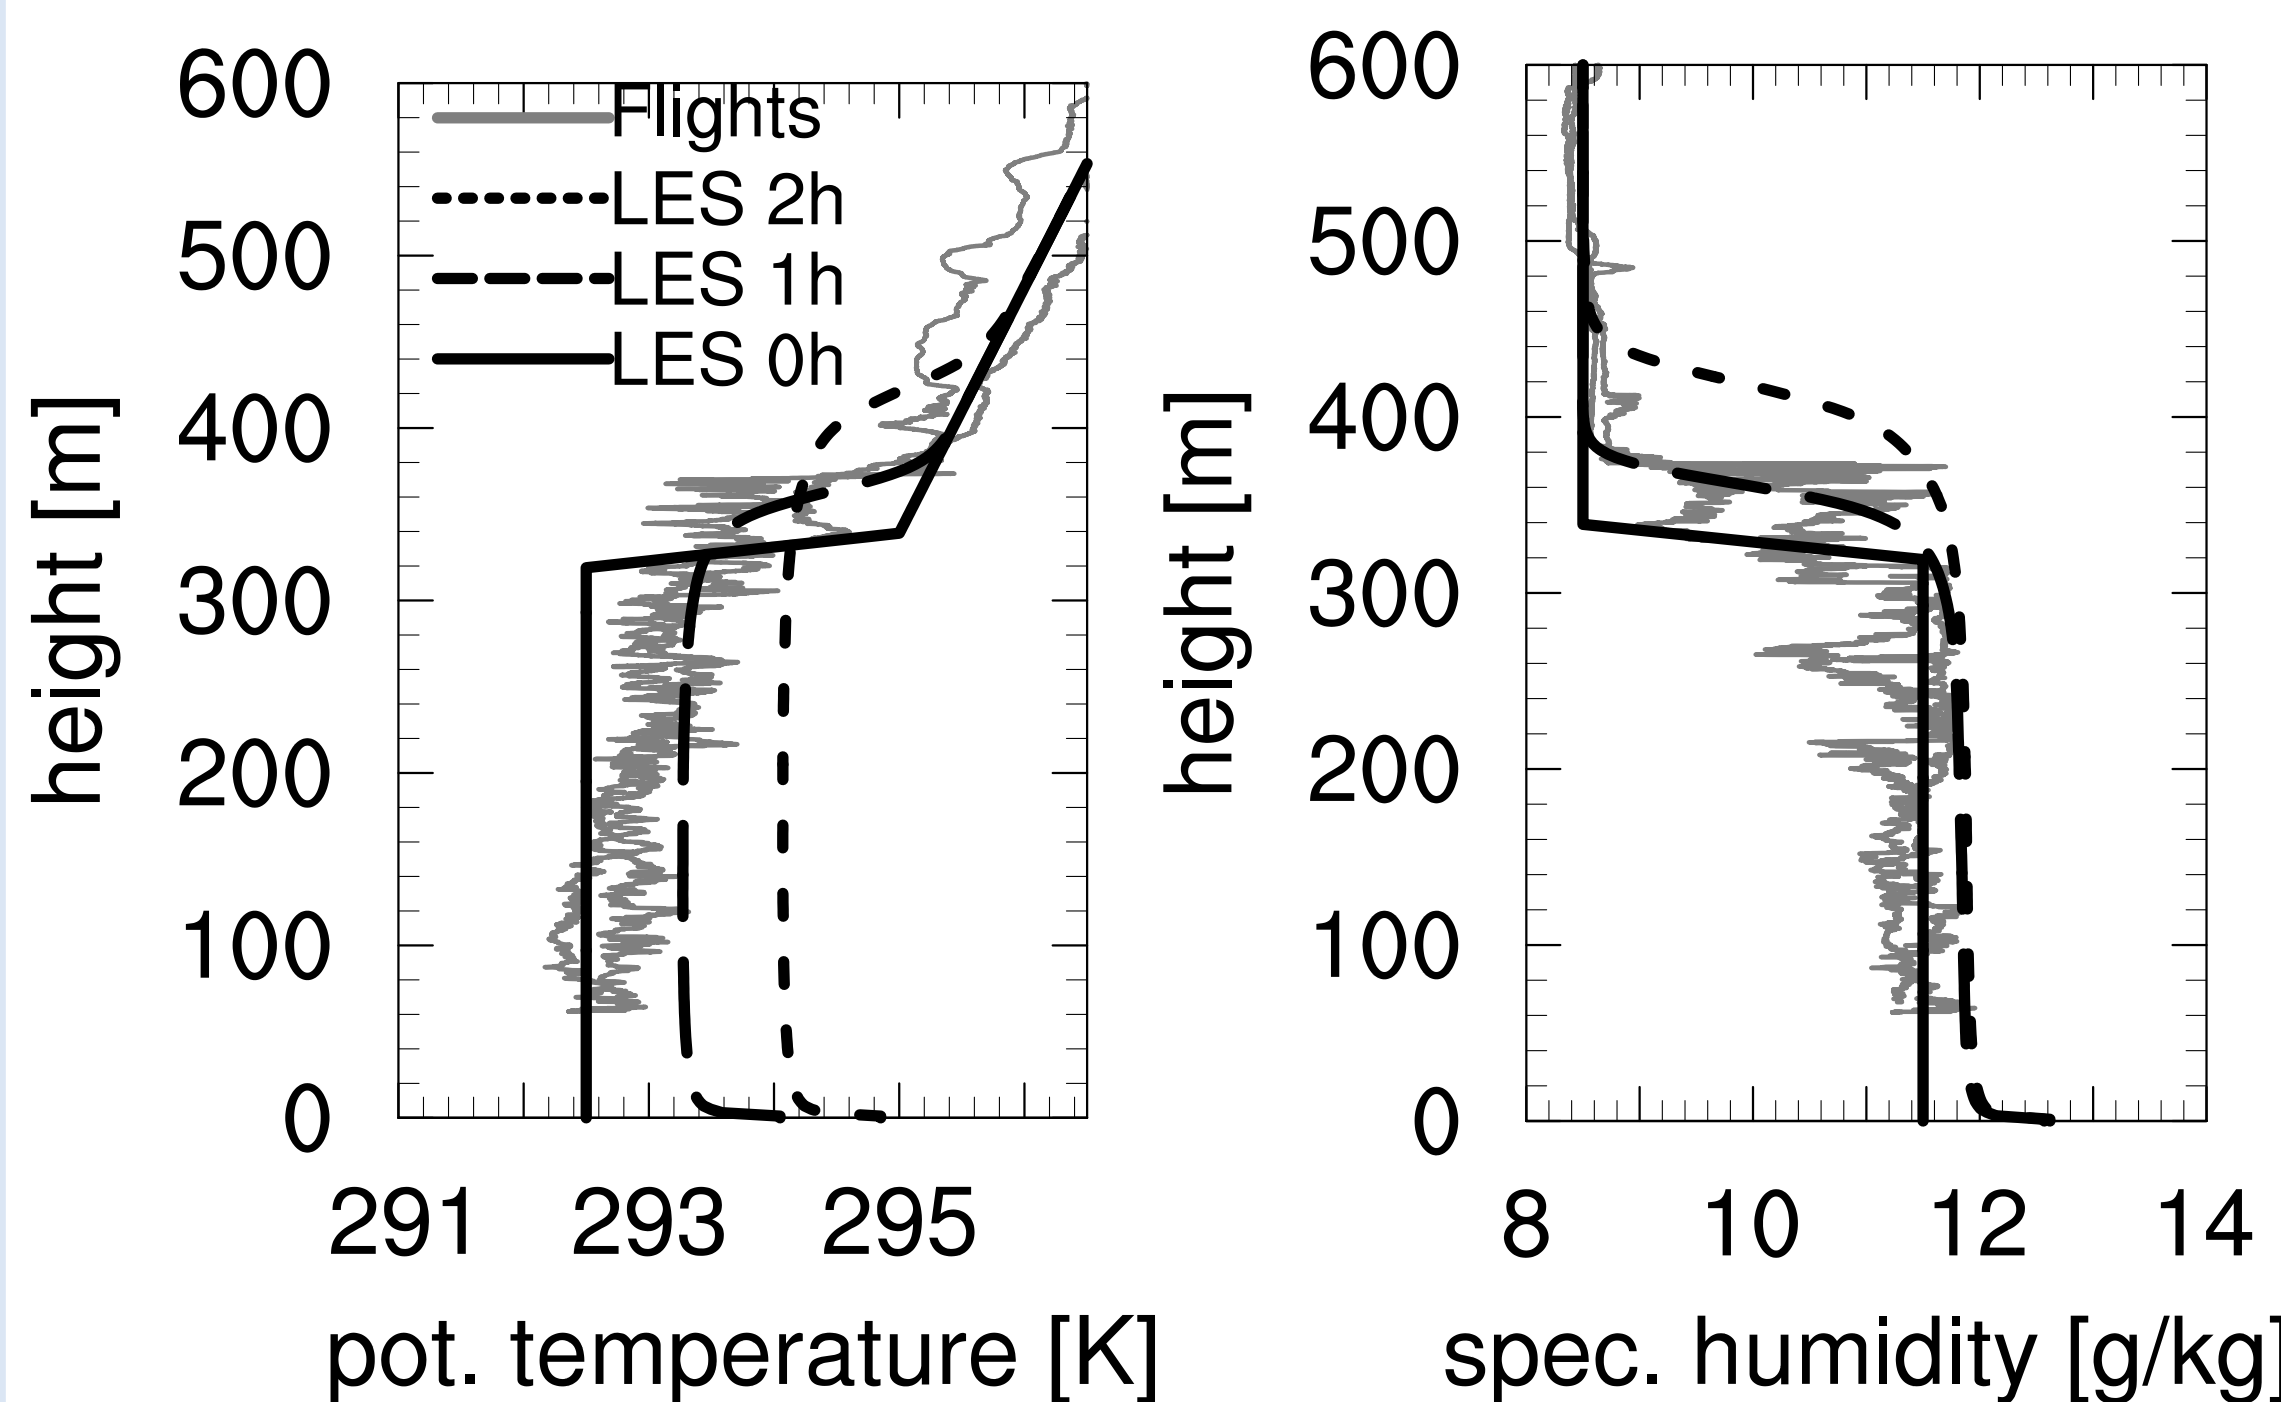 600
500
400
300
200
100
0
height [m]
Flights
LES 2h
LES 1h
LES 0h
291 293 295
pot. temperature [K]
600
500
400
300
200
100
0
height [m]
8 10 12 14
spec. humidity [g/kg]